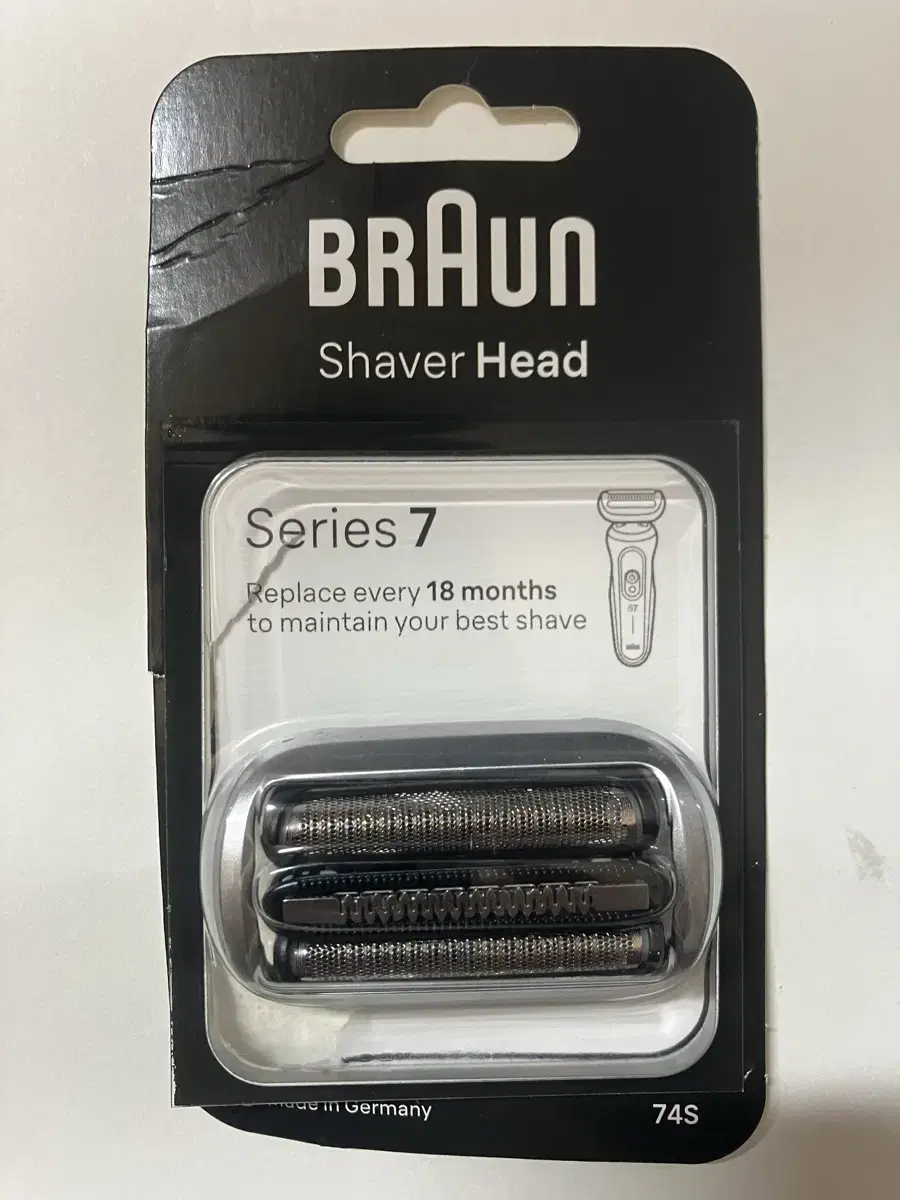 BRAUN
Shaver Head
Series 7
Replace every 18 months
to maintain your best shave
Made in Germany
74S